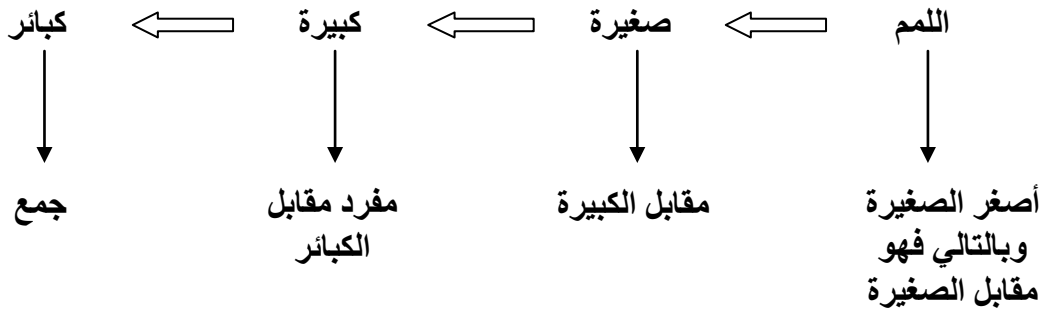 اللمم
صغيرة
كبيرة
كبائر
أصغر الصغيرة
وبالتالي فهو
مقابل الصغيرة
مقابل الكبيرة
مفرد مقابل
الكبائر
جمع